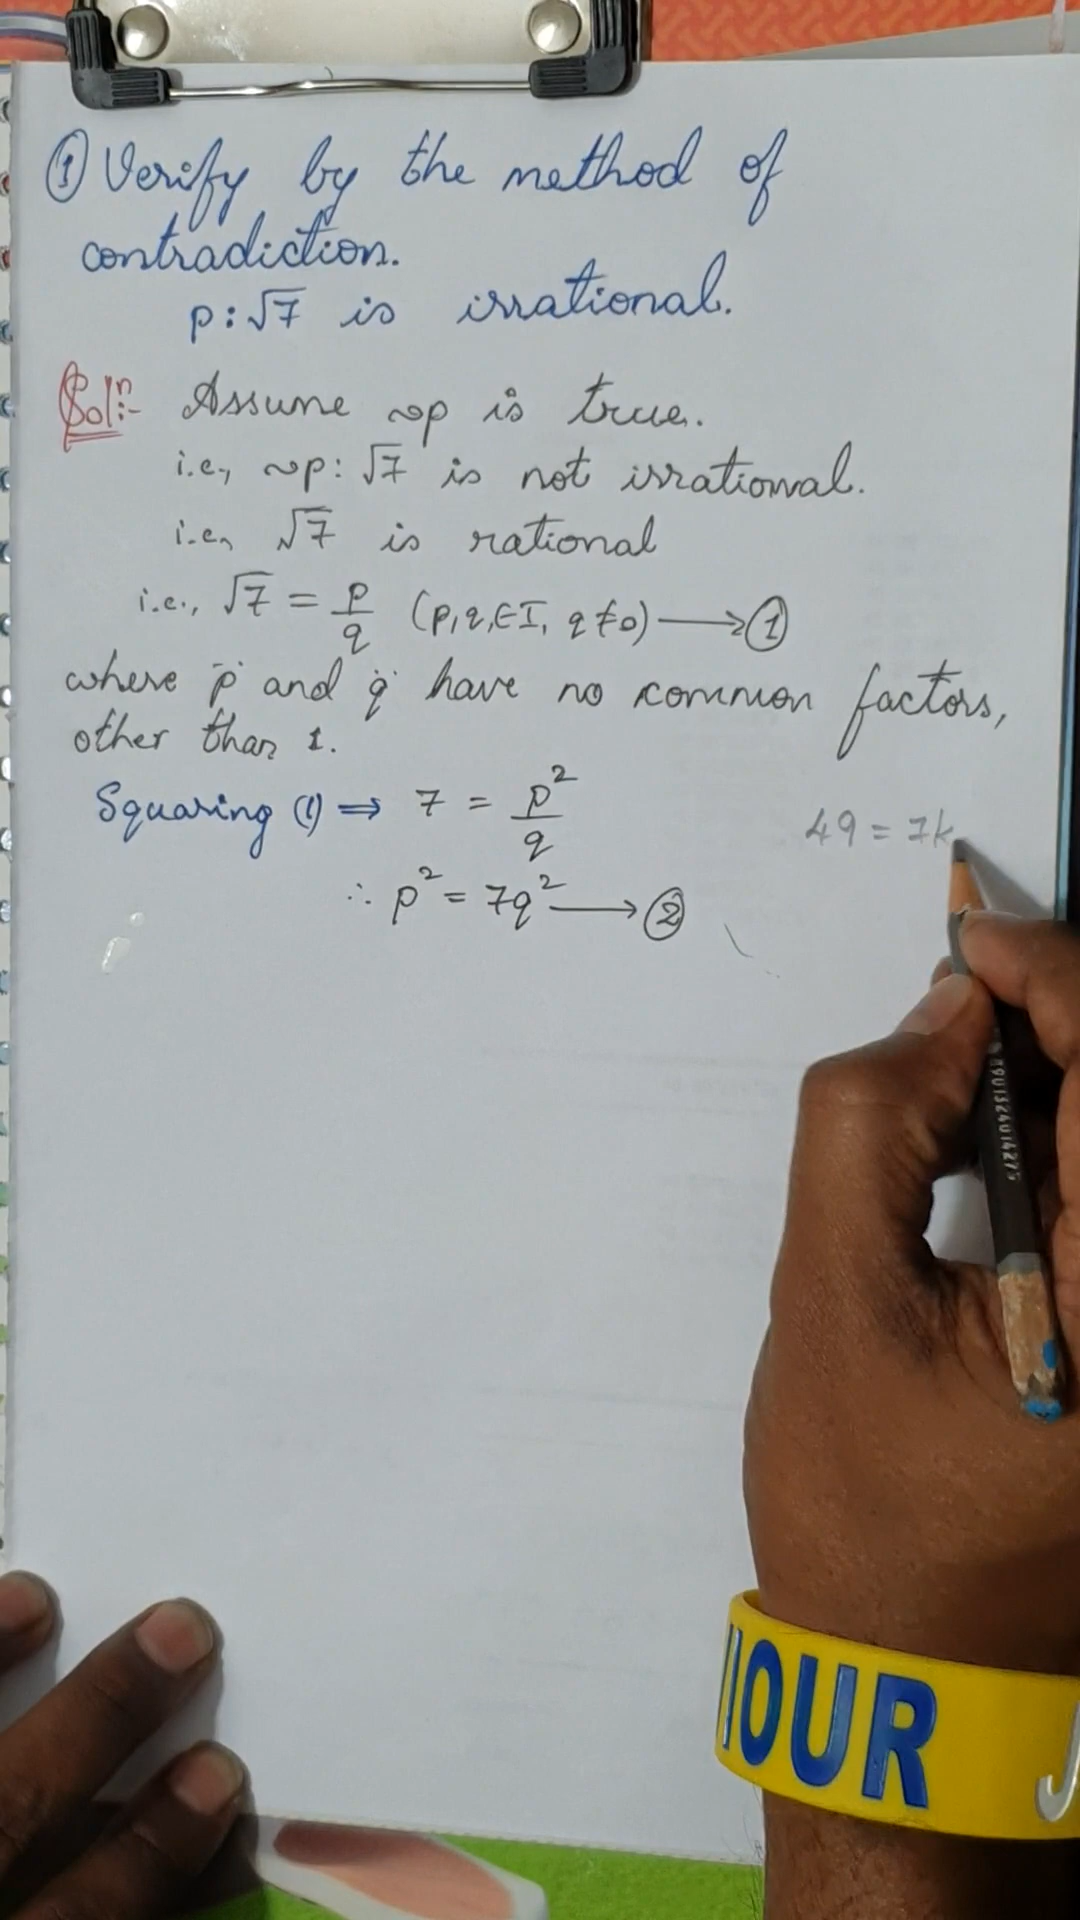 ① Verify by the method of
contradiction.
p : √7 is irrational.
Solⁿ:- Assume ~p is true.
i.e., ~p : √7 is not irrational.
i.e., √7 is rational
i.e., √7 = p/q (p, q, ∈ I, q ≠ 0) ⟶ ①
where 'p' and 'q' have no common factors,
other than 1.
Squaring (1) ⇒ 7 = p²/q
49 = 7k
∴ p² = 7q² ⟶ ②
8901324014275
IOUR J